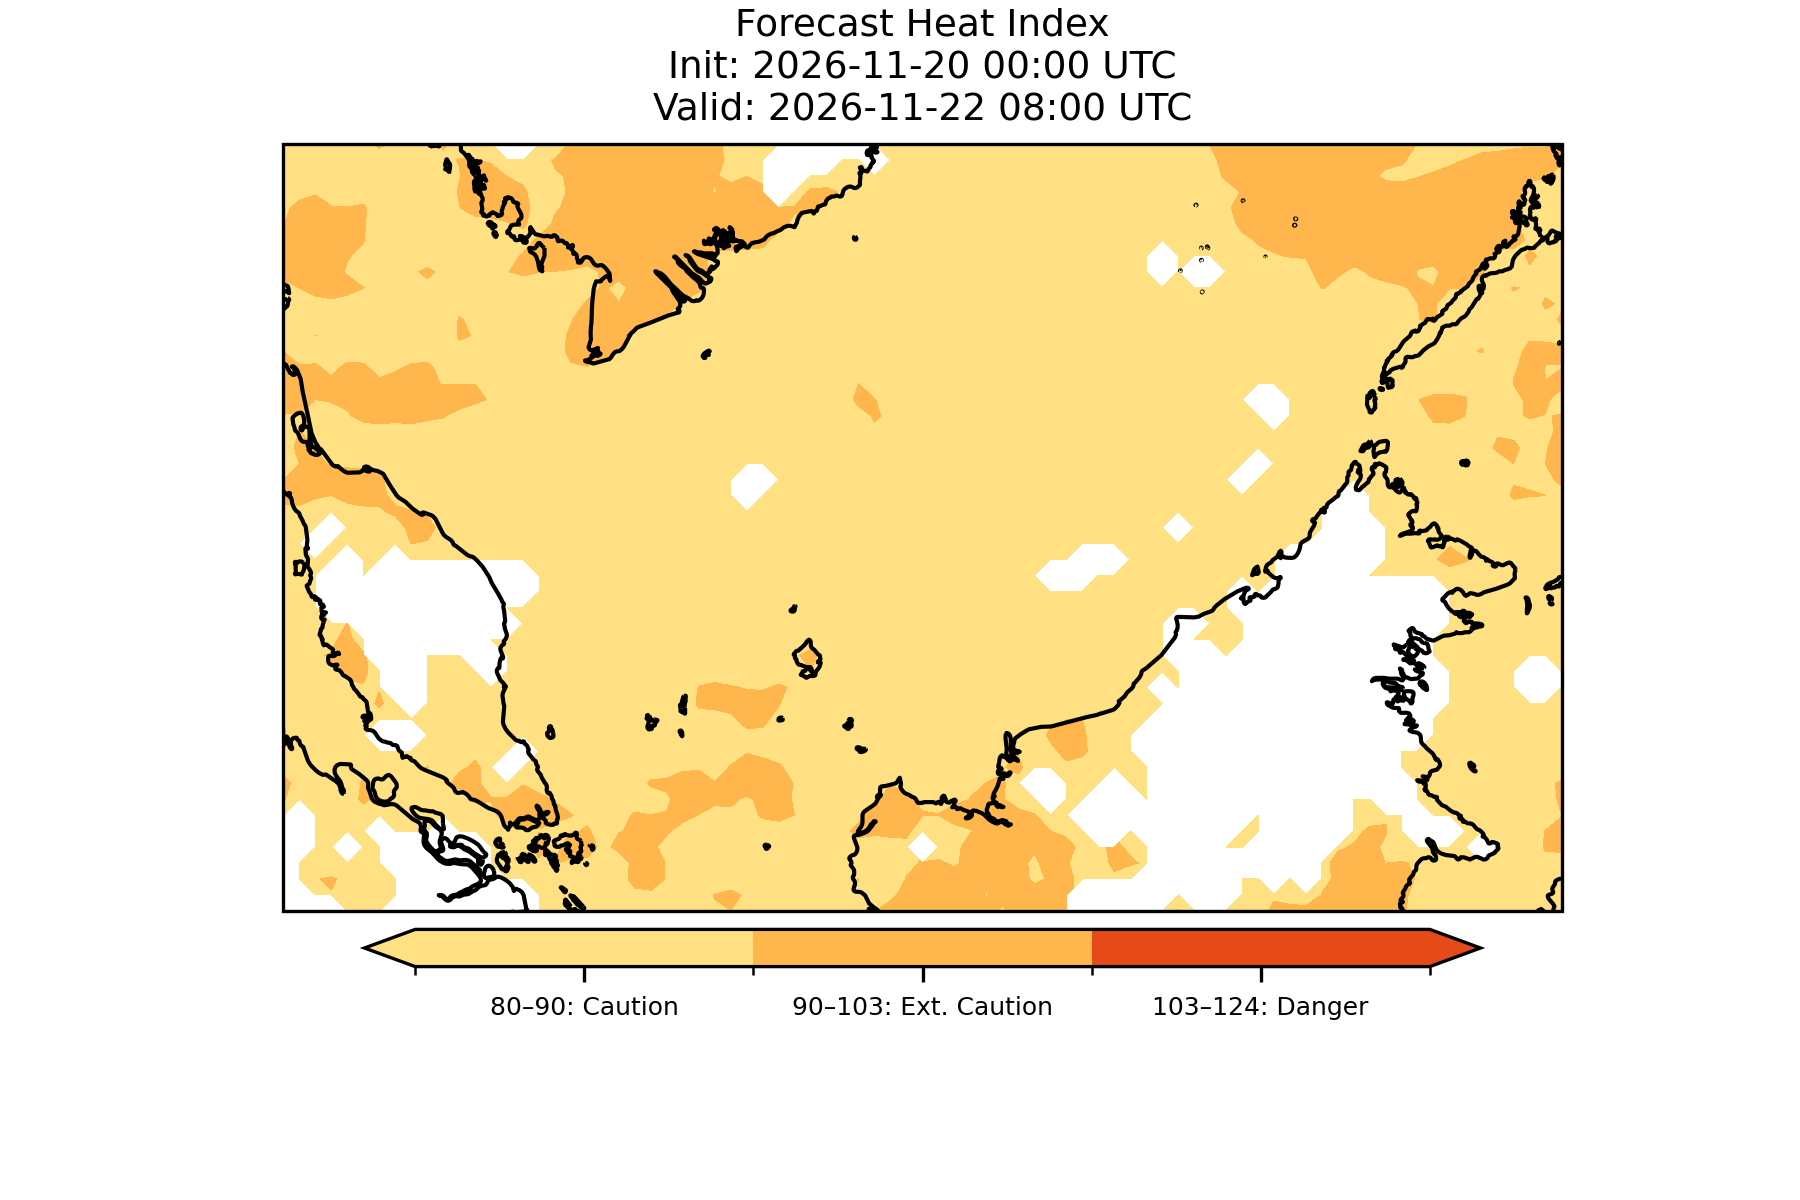 Forecast Heat Index
Init: 2026-11-20 00:00 UTC
Valid: 2026-11-22 08:00 UTC
80–90: Caution
90–103: Ext. Caution
103–124: Danger